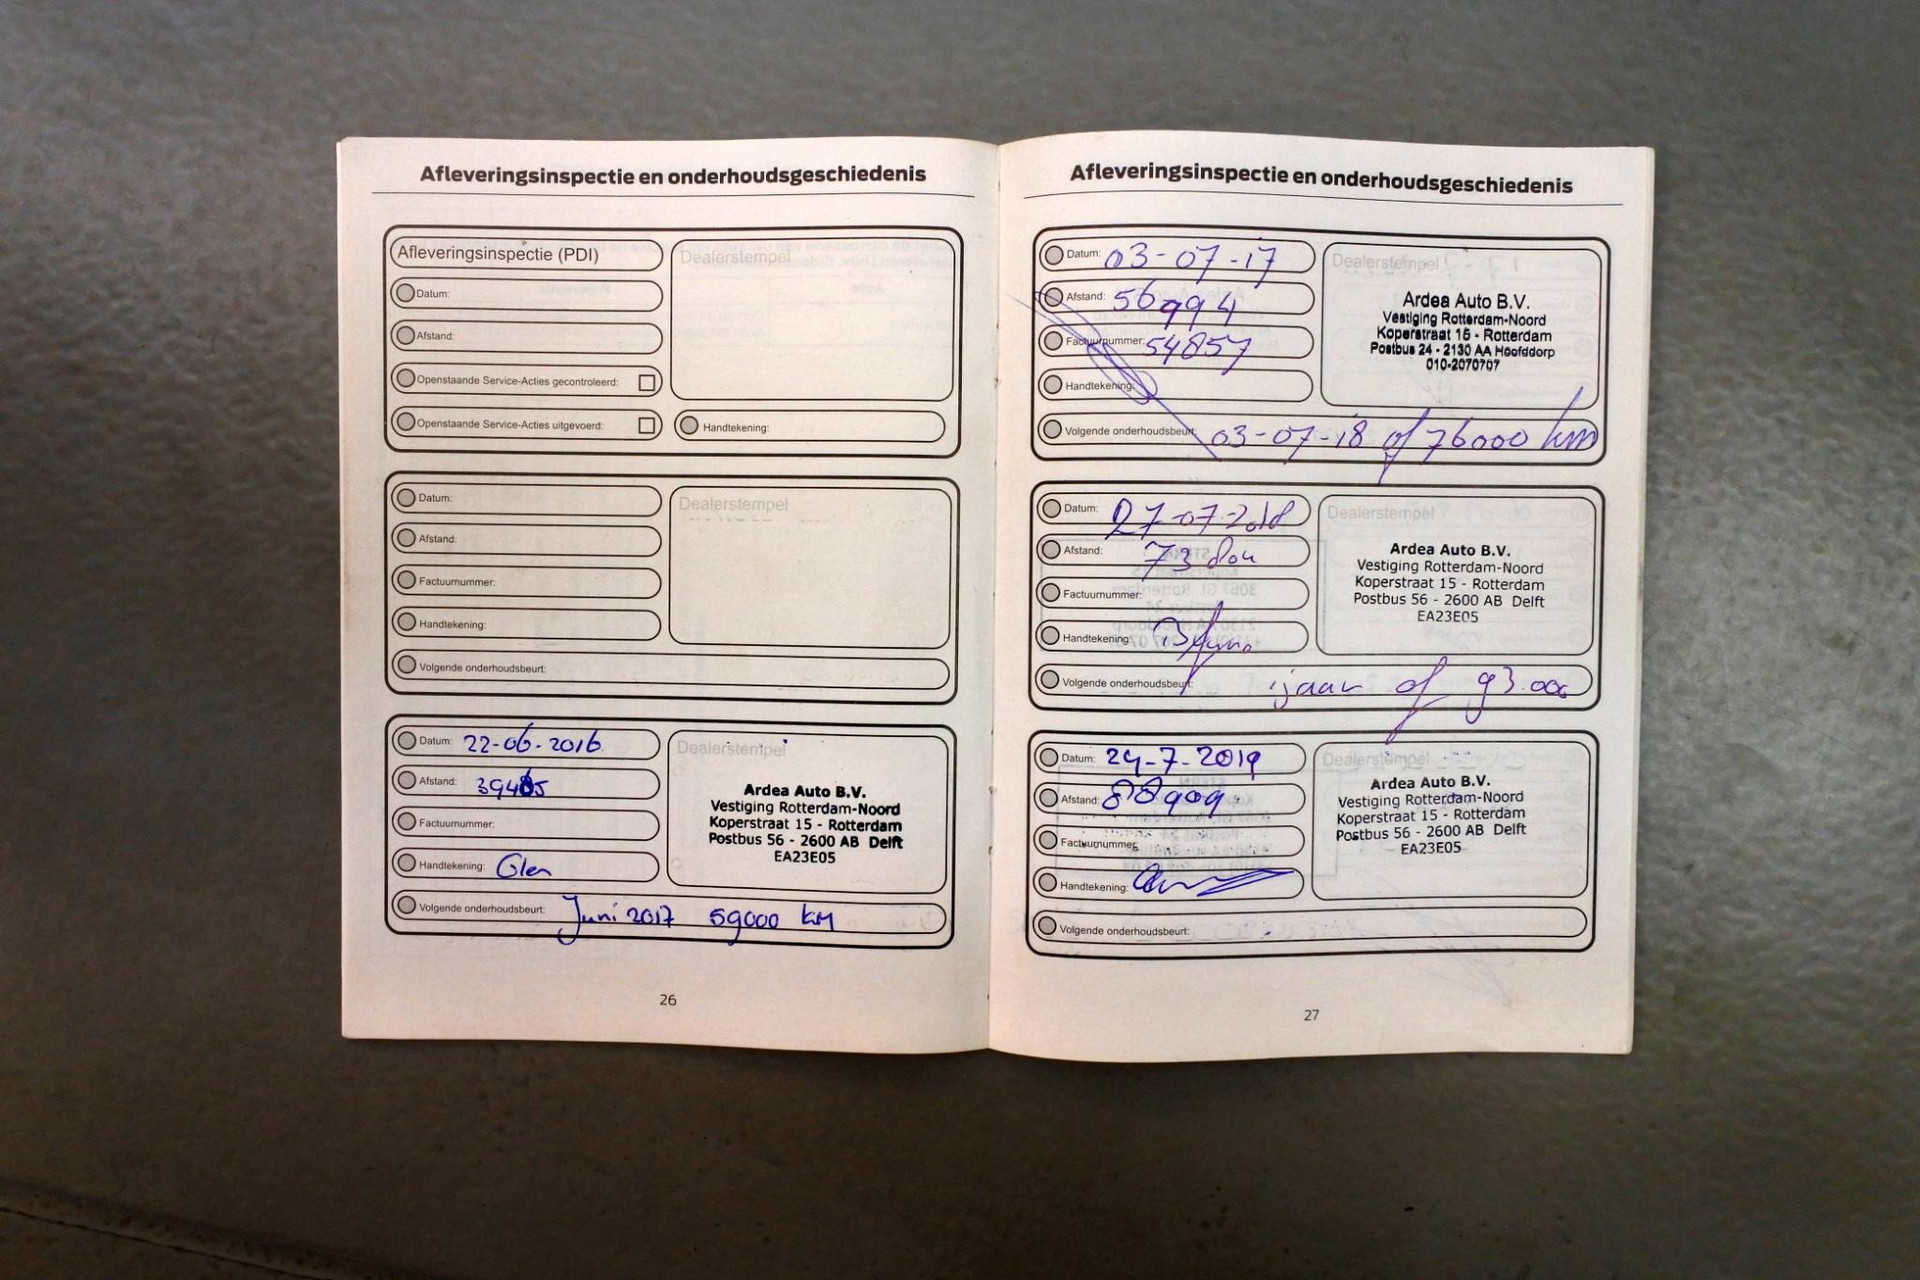 Afleveringsinspectie en onderhoudsgeschiedenis
Afleveringsinspectie (PDI)
Dealerstempel
Datum:
Afstand:
Openstaande Service-Acties gecontroleerd:
Openstaande Service-Acties uitgevoerd:
Handtekening:
Datum:
Dealerstempel
Afstand:
Factuurnummer:
Handtekening:
Volgende onderhoudsbeurt:
Datum: 22-06-2016
Dealerstempel
Afstand: 39485
Factuurnummer:
Handtekening: Glen
Ardea Auto B.V.
Vestiging Rotterdam-Noord
Koperstraat 15 - Rotterdam
Postbus 56 - 2600 AB Delft
EA23E05
Volgende onderhoudsbeurt: Juni 2017 59000 KM
26
Afleveringsinspectie en onderhoudsgeschiedenis
Datum: 03-07-17
Dealerstempel
Afstand: 56994
Factuurnummer: 54857
Handtekening:
Ardea Auto B.V.
Vestiging Rotterdam-Noord
Koperstraat 15 - Rotterdam
Postbus 24 - 2130 AA Hoofddorp
010-2070707
Volgende onderhoudsbeurt: 03-07-18 of 76000 km
Datum: 27-07-2018
Dealerstempel
Afstand: 73
Factuurnummer:
Handtekening:
Ardea Auto B.V.
Vestiging Rotterdam-Noord
Koperstraat 15 - Rotterdam
Postbus 56 - 2600 AB Delft
EA23E05
Volgende onderhoudsbeurt: 1jaar of 93.000
Datum: 29-7-2019
Dealerstempel
Afstand: 88909
Factuurnummer:
Handtekening:
Ardea Auto B.V.
Vestiging Rotterdam-Noord
Koperstraat 15 - Rotterdam
Postbus 56 - 2600 AB Delft
EA23E05
Volgende onderhoudsbeurt:
27